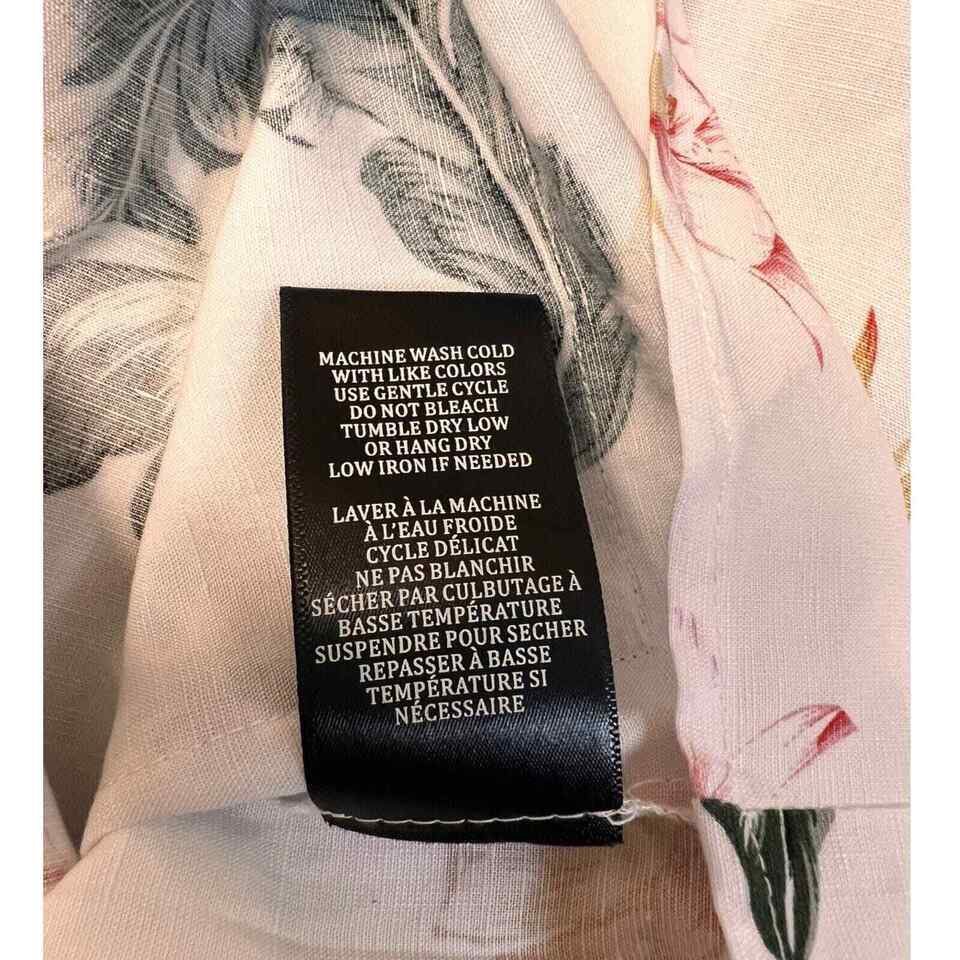 MACHINE WASH COLD
WITH LIKE COLORS
USE GENTLE CYCLE
DO NOT BLEACH
TUMBLE DRY LOW
OR HANG DRY
LOW IRON IF NEEDED
LAVER À LA MACHINE
À L'EAU FROIDE
CYCLE DÉLICAT
NE PAS BLANCHIR
SÉCHER PAR CULBUTAGE À
BASSE TEMPÉRATURE
SUSPENDRE POUR SECHER
REPASSER À BASSE
TEMPÉRATURE SI
NÉCESSAIRE